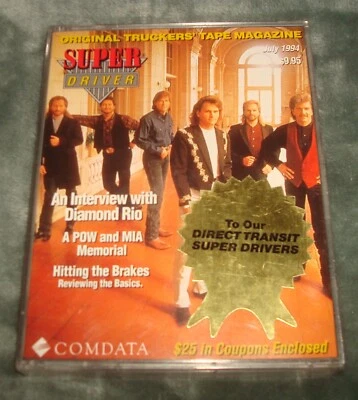 ORIGINAL TRUCKERS' TAPE MAGAZINE
July 1994
$9.95
SUPER
DRIVER
An Interview with
Diamond Rio
A POW and MIA
Memorial
Hitting the Brakes
Reviewing the Basics.
To Our
DIRECT TRANSIT
SUPER DRIVERS
COMDATA
$25 in Coupons Enclosed